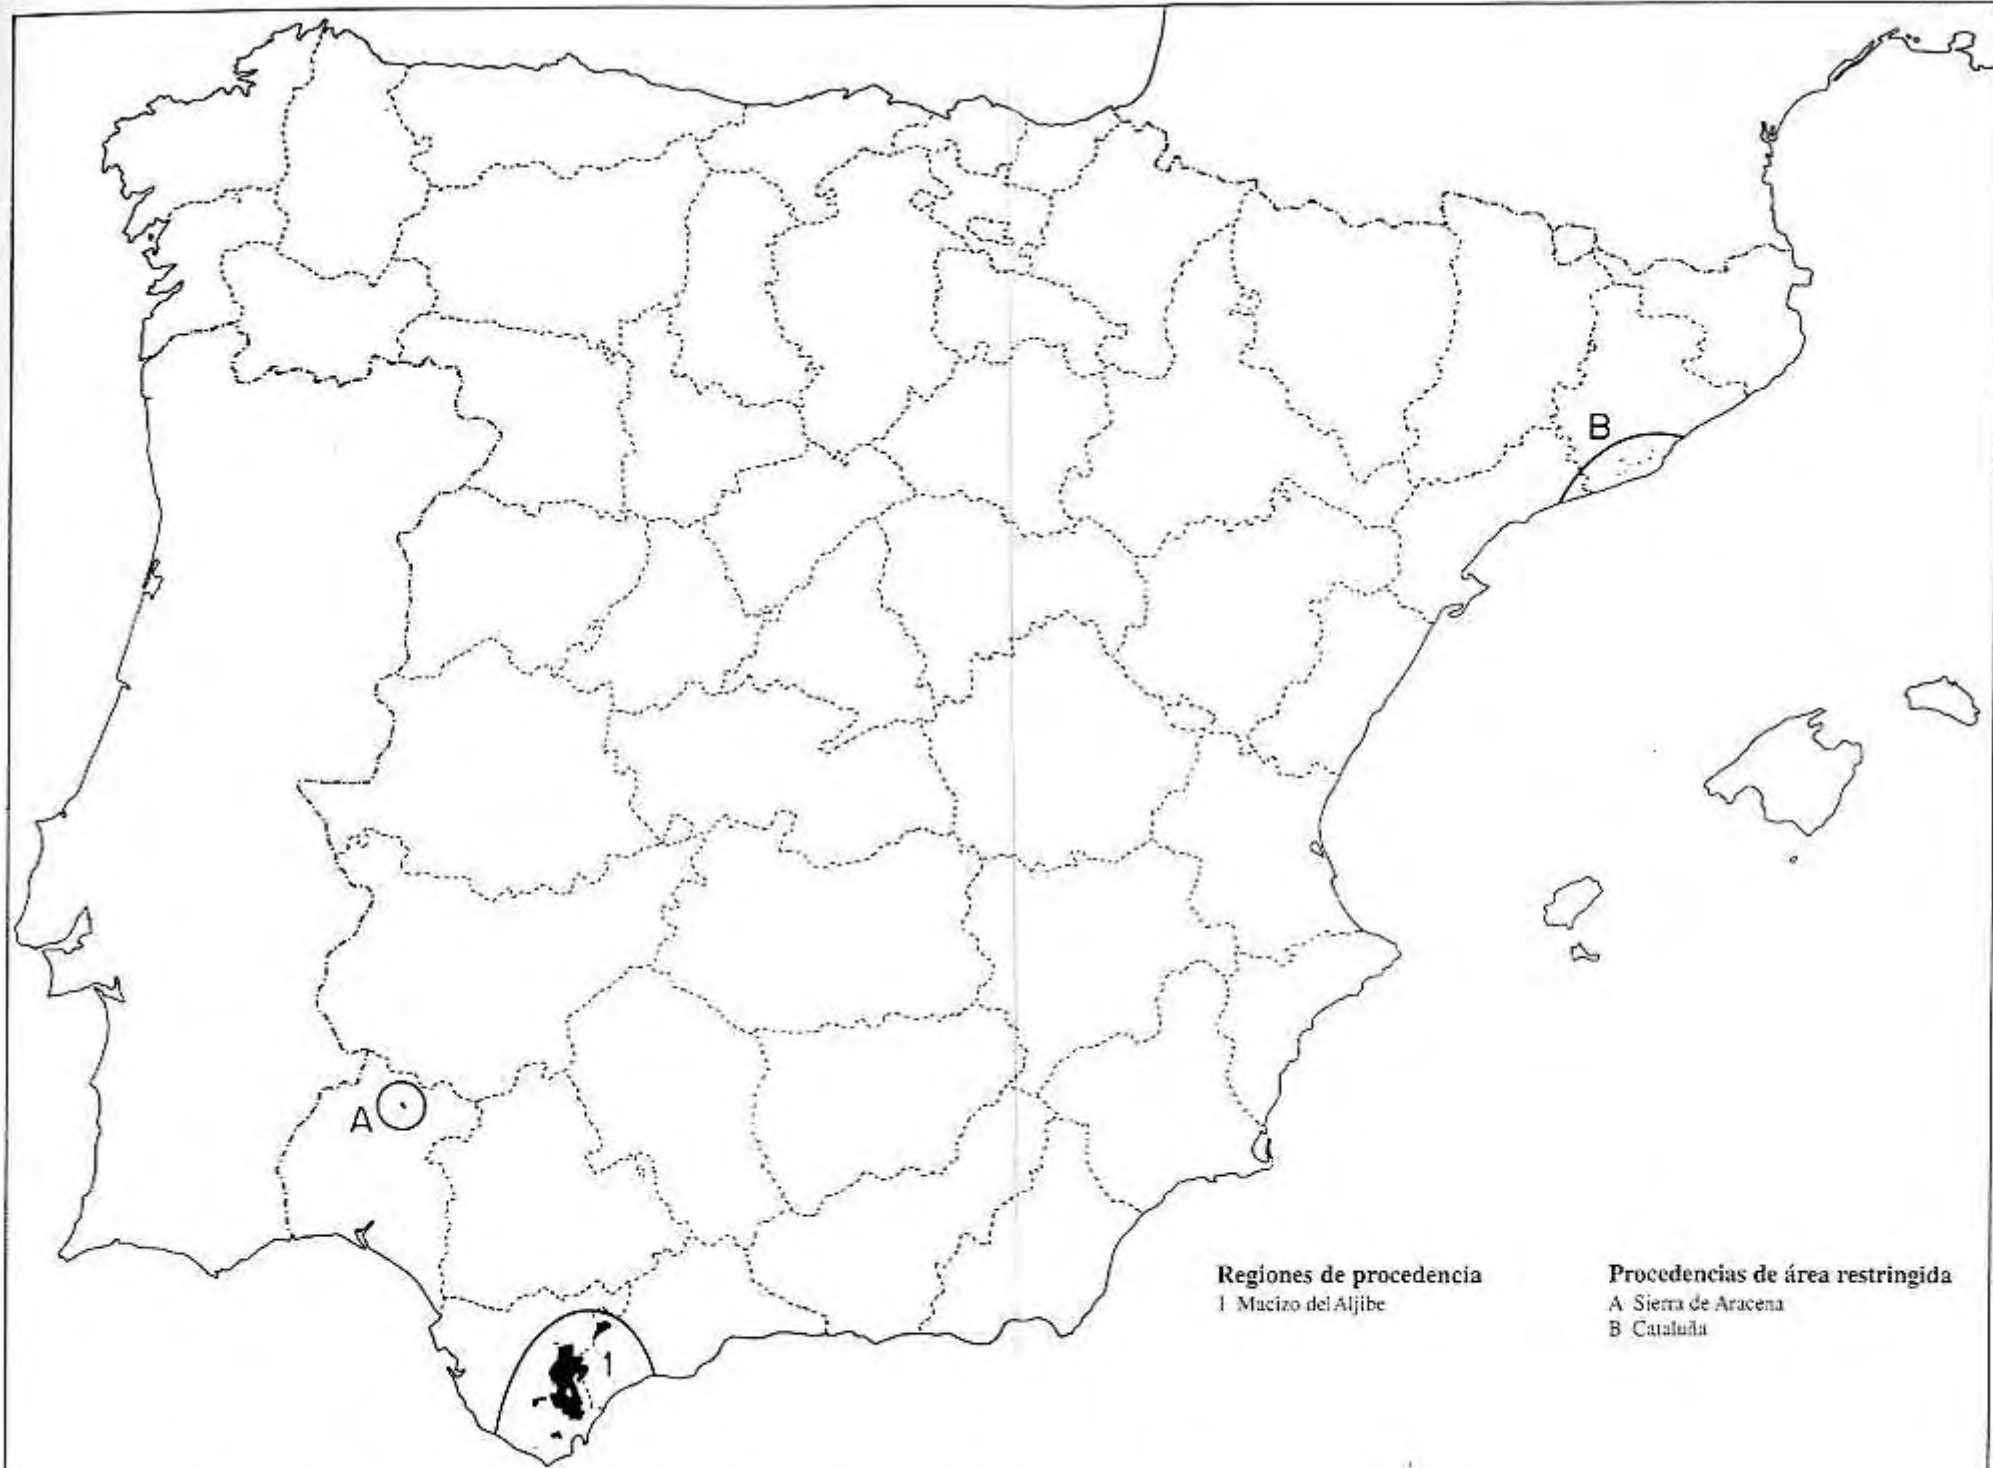 B
A
1
Regiones de procedencia
1 Macizo del Aljibe
Procedencias de área restringida
A Sierra de Aracena
B Cataluña